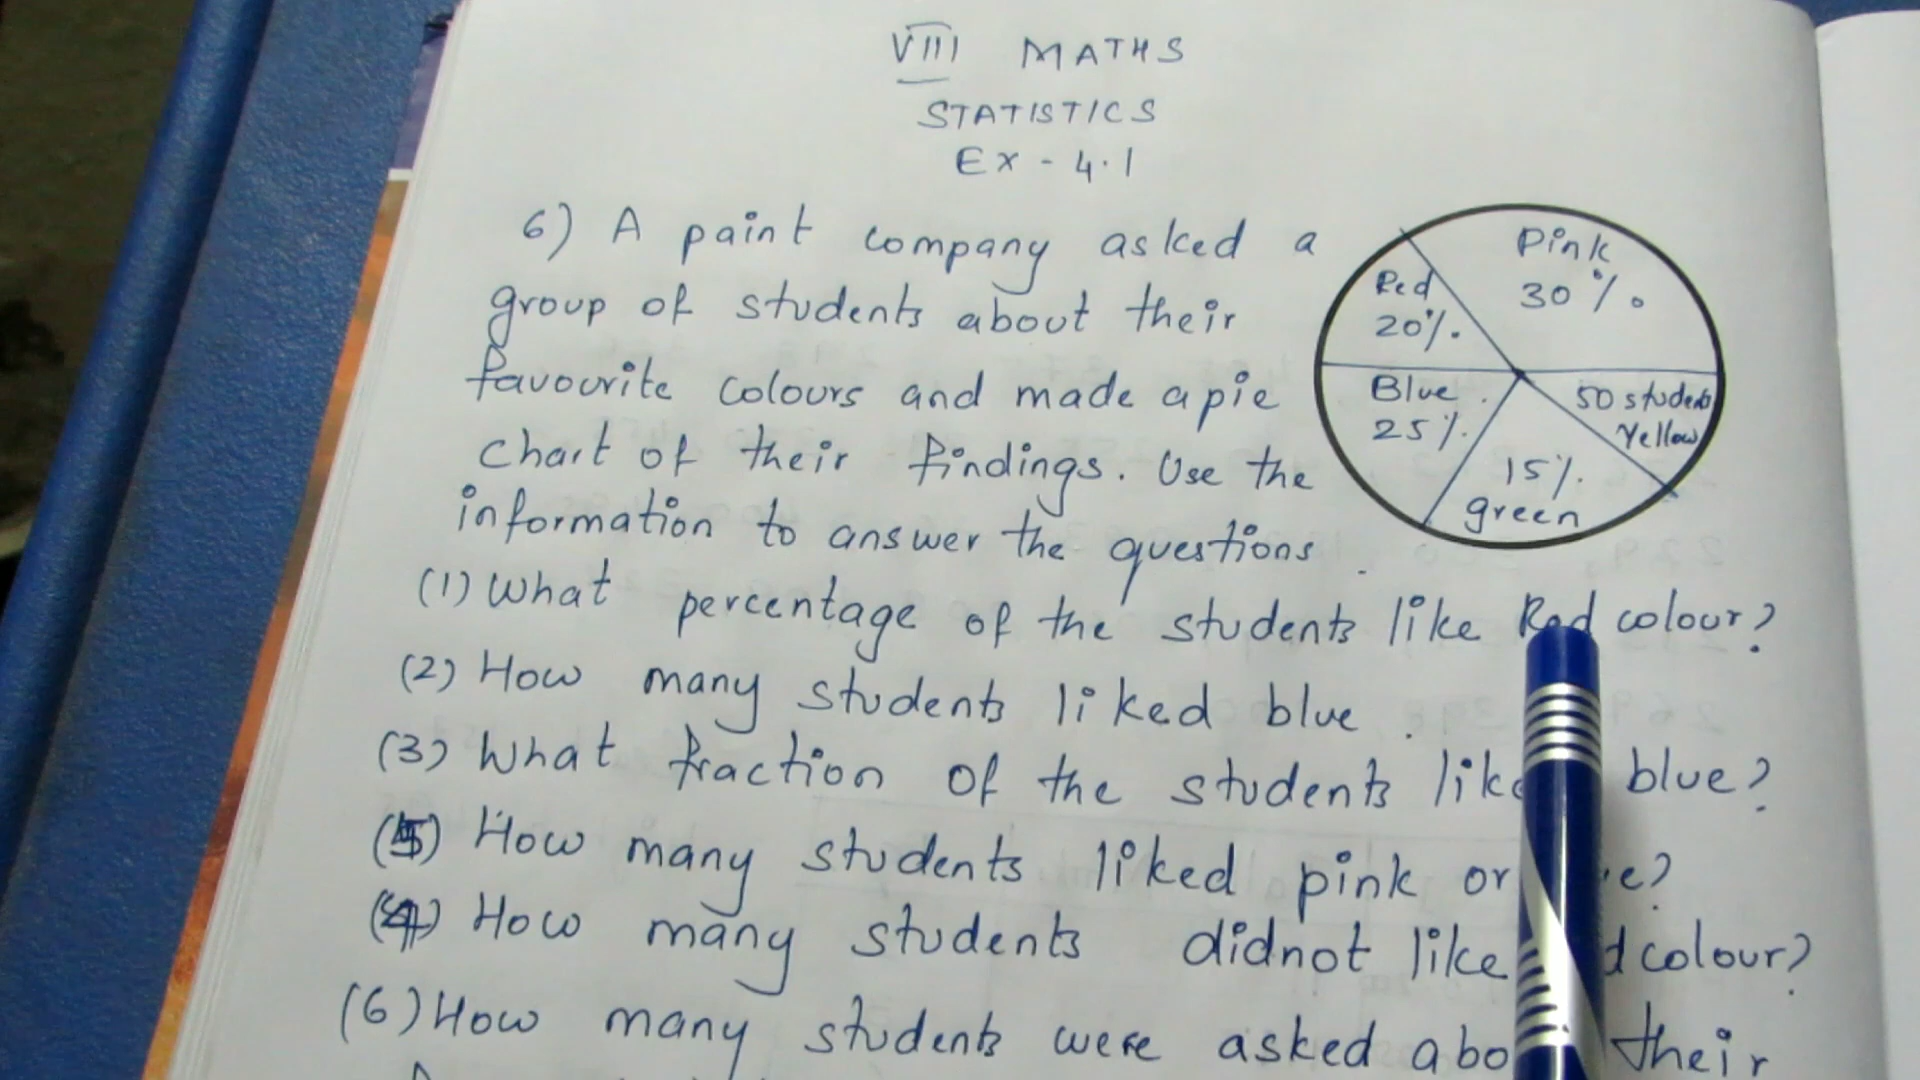 VIII MATHS
STATISTICS
Ex - 4.1
6) A paint company asked a
group of students about their
favourite colours and made a pie
chart of their findings. Use the
information to answer the questions.
Pink
30%
Red
20%.
Blue
25%.
50 students
Yellow
15%.
green
(1) What percentage of the students like Red colour?
(2) How many students liked blue.
(3) What fraction of the students like blue?
(5) How many students liked pink or
(4) How many students didnot like colour?
(6) How many students were asked their